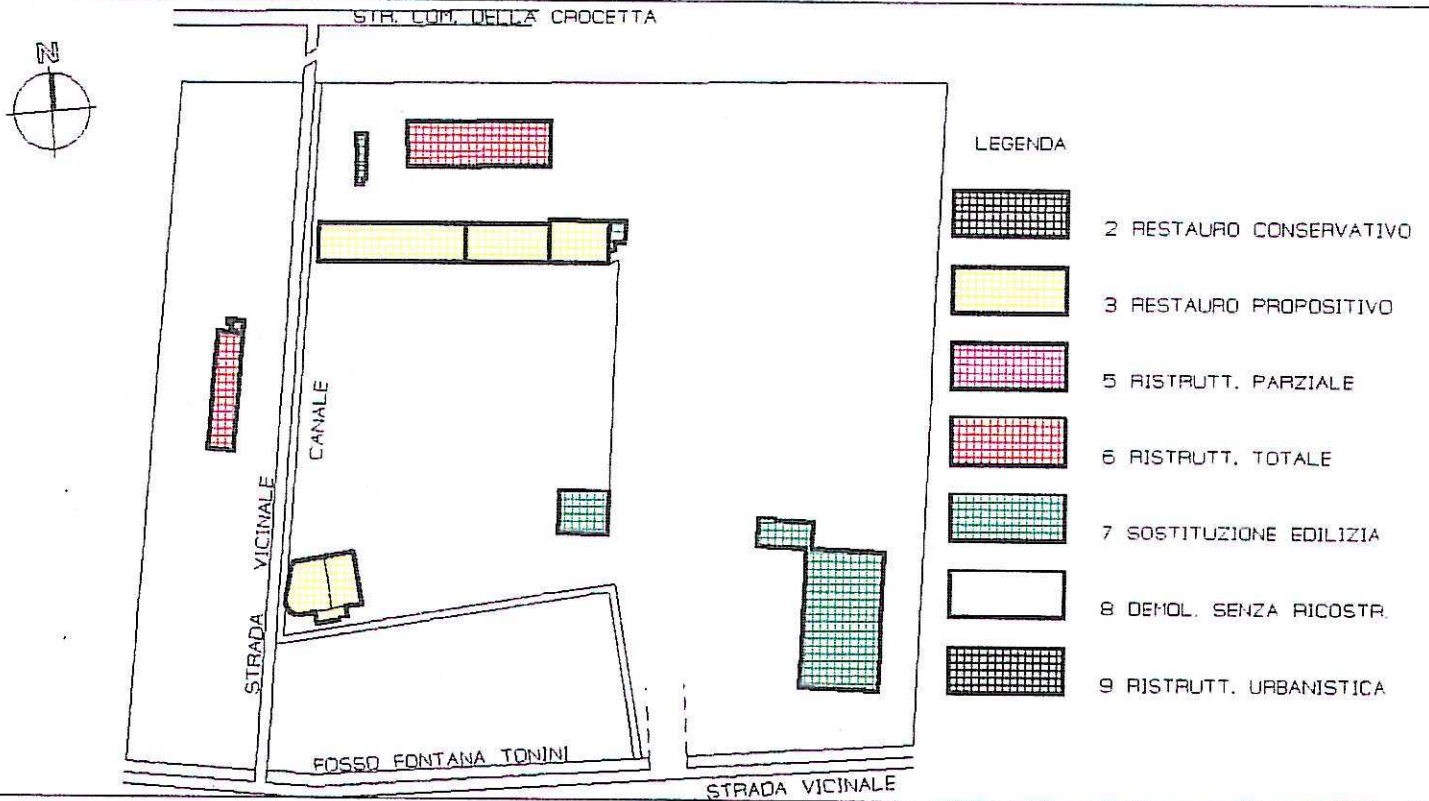 STR. COM. DELLA CROCETTA
N
LEGENDA
2 RESTAURO CONSERVATIVO
3 RESTAURO PROPOSITIVO
5 RISTRUTT. PARZIALE
6 RISTRUTT. TOTALE
7 SOSTITUZIONE EDILIZIA
8 DEMOL. SENZA RICOSTR.
9 RISTRUTT. URBANISTICA
CANALE
STRADA VICINALE
FOSSO FONTANA TONINI
STRADA VICINALE